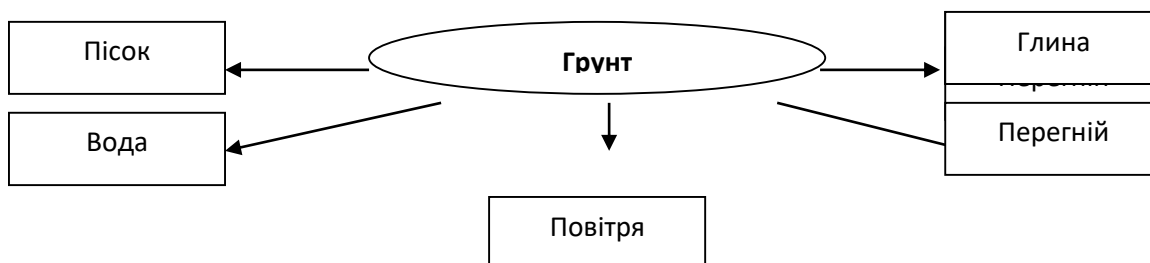 Пісок
Грунт
Глина
Вода
Перегній
Повітря